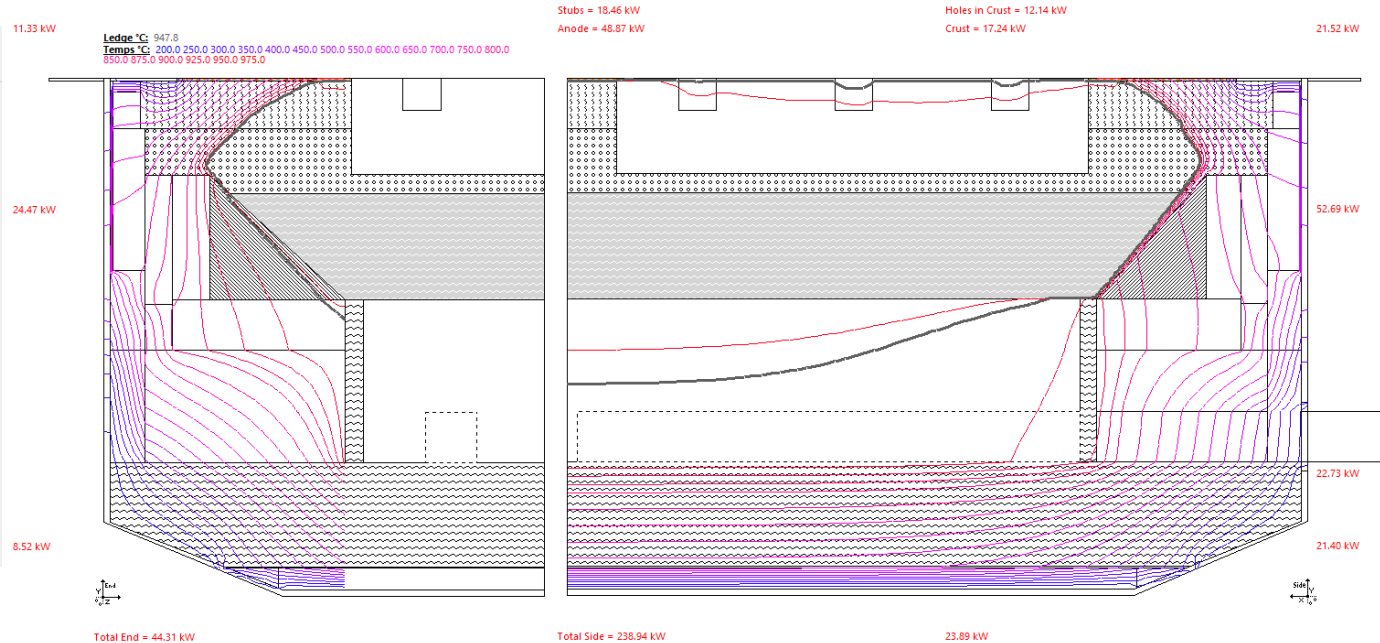 Stubs = 18.46 kW
Holes in Crust = 12.14 kW
11.33 kW
Anode = 48.87 kW
Crust = 17.24 kW
21.52 kW
Ledge °C: 947.8
Temps °C: 200.0 250.0 300.0 350.0 400.0 450.0 500.0 550.0 600.0 650.0 700.0 750.0 800.0
850.0 875.0 900.0 925.0 950.0 975.0
24.47 kW
52.69 kW
22.73 kW
8.52 kW
21.40 kW
End
Y
Z
Side
Y
X
Total End = 44.31 kW
Total Side = 238.94 kW
23.89 kW